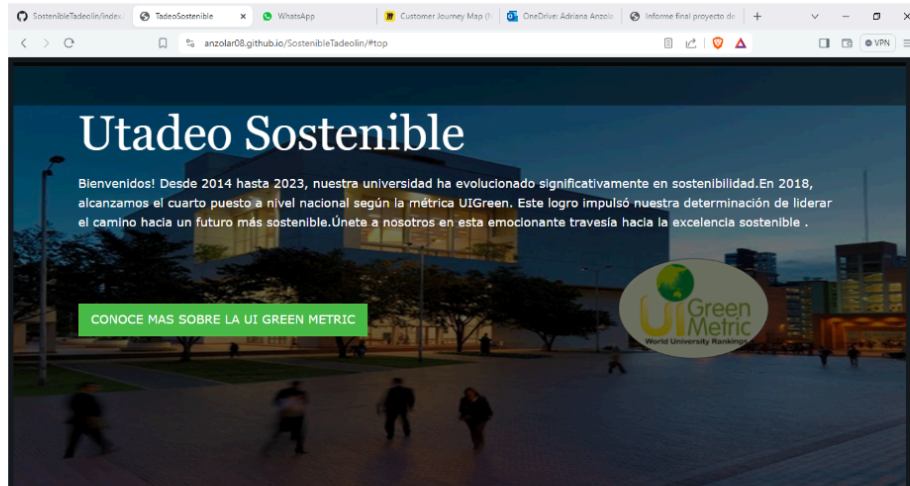 SostenibleTadeolin/index.
TadeoSostenible
WhatsApp
Customer Journey Map (
OneDrive: Adriana Anzola
Informe final proyecto de
anzolar08.github.io/SostenibleTadeolin/#top
VPN
Utadeo Sostenible
Bienvenidos! Desde 2014 hasta 2023, nuestra universidad ha evolucionado significativamente en sostenibilidad.En 2018,
alcanzamos el cuarto puesto a nivel nacional según la métrica UIGreen. Este logro impulsó nuestra determinación de liderar
el camino hacia un futuro más sostenible.Únete a nosotros en esta emocionante travesía hacia la excelencia sostenible .
CONOCE MAS SOBRE LA UI GREEN METRIC
UI Green
Metric
World University Rankings